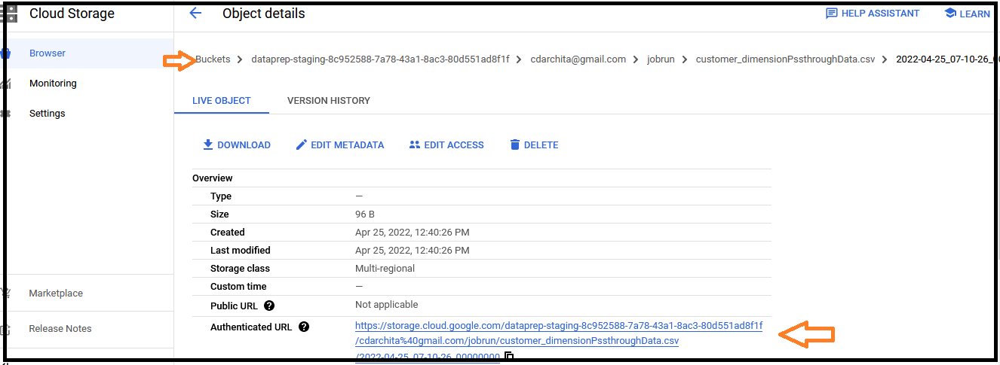 Cloud Storage
Object details
HELP ASSISTANT
LEARN
Browser
Monitoring
Settings
Marketplace
Release Notes
Buckets > dataprep-staging-8c952588-7a78-43a1-8ac3-80d551ad8f1f > cdarchita@gmail.com > jobrun > customer_dimensionPssthroughData.csv > 2022-04-25_07-10-26_
LIVE OBJECT
VERSION HISTORY
DOWNLOAD
EDIT METADATA
EDIT ACCESS
DELETE
Overview
Type —
Size 96 B
Created Apr 25, 2022, 12:40:26 PM
Last modified Apr 25, 2022, 12:40:26 PM
Storage class Multi-regional
Custom time —
Public URL ? Not applicable
Authenticated URL ? https://storage.cloud.google.com/dataprep-staging-8c952588-7a78-43a1-8ac3-80d551ad8f1f
/cdarchita%40gmail.com/jobrun/customer_dimensionPssthroughData.csv
/2022-04-25_07-10-26_00000000